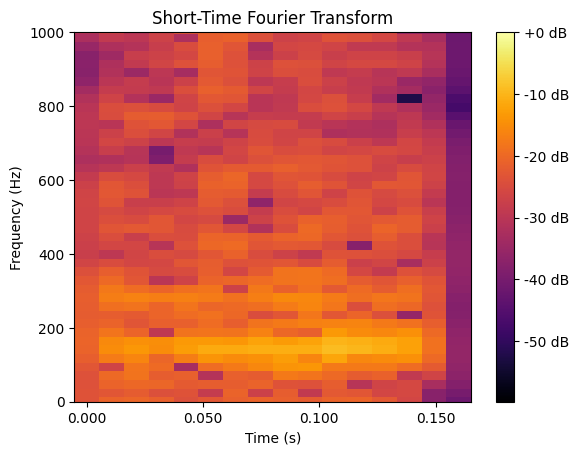 Short-Time Fourier Transform
1000
800
600
400
200
0
Frequency (Hz)
0.000
0.050
0.100
0.150
Time (s)
+0 dB
-10 dB
-20 dB
-30 dB
-40 dB
-50 dB